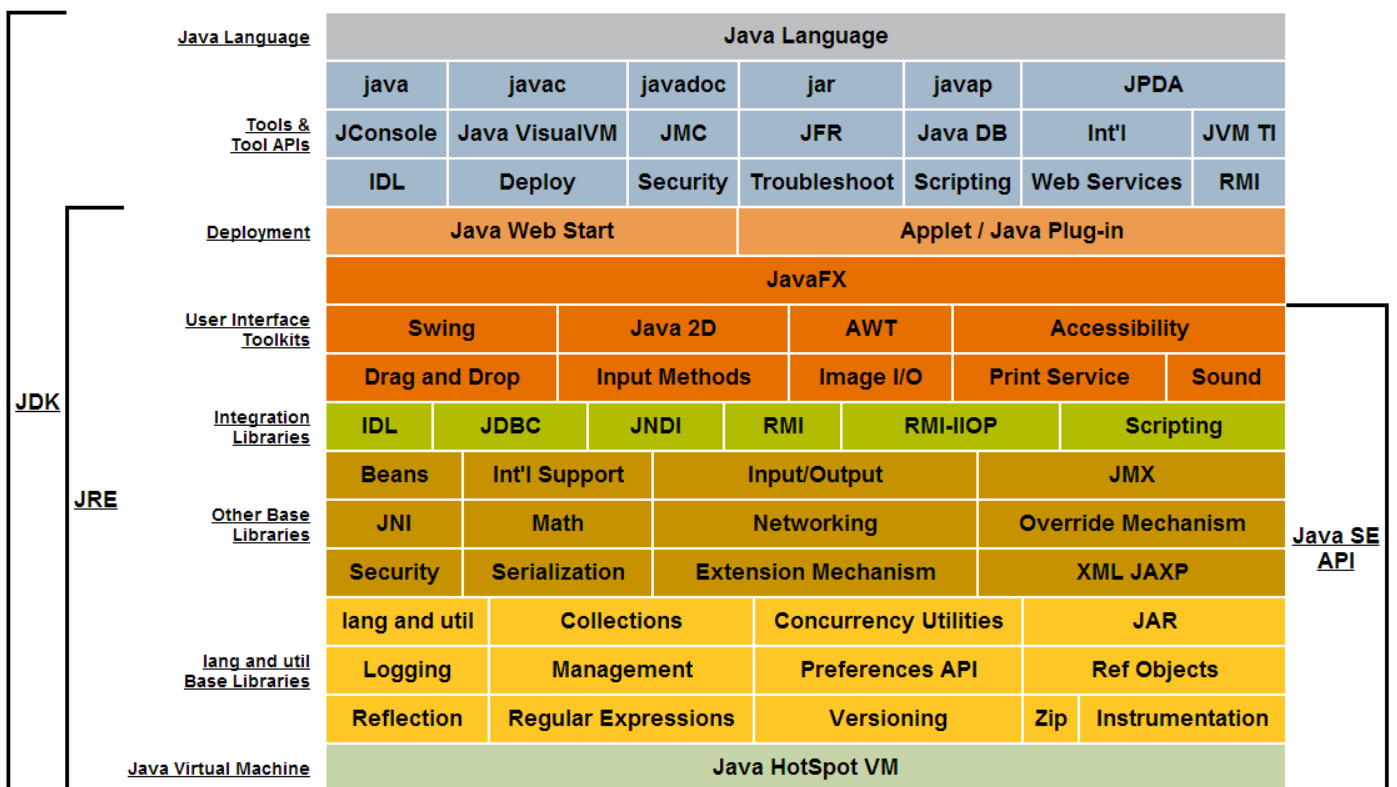 Java Language Java Language
java javac javadoc jar javap JPDA
Tools &
Tool APIs
JConsole Java VisualVM JMC JFR Java DB Int'l JVM TI
IDL Deploy Security Troubleshoot Scripting Web Services RMI
Deployment Java Web Start Applet / Java Plug-in
JavaFX
User Interface
Toolkits
Swing Java 2D AWT Accessibility
Drag and Drop Input Methods Image I/O Print Service Sound
JDK
Integration
Libraries
IDL JDBC JNDI RMI RMI-IIOP Scripting
Beans Int'l Support Input/Output JMX
JRE
Other Base
Libraries
JNI Math Networking Override Mechanism
Java SE
API
Security Serialization Extension Mechanism XML JAXP
lang and util Collections Concurrency Utilities JAR
lang and util
Base Libraries
Logging Management Preferences API Ref Objects
Reflection Regular Expressions Versioning Zip Instrumentation
Java Virtual Machine Java HotSpot VM